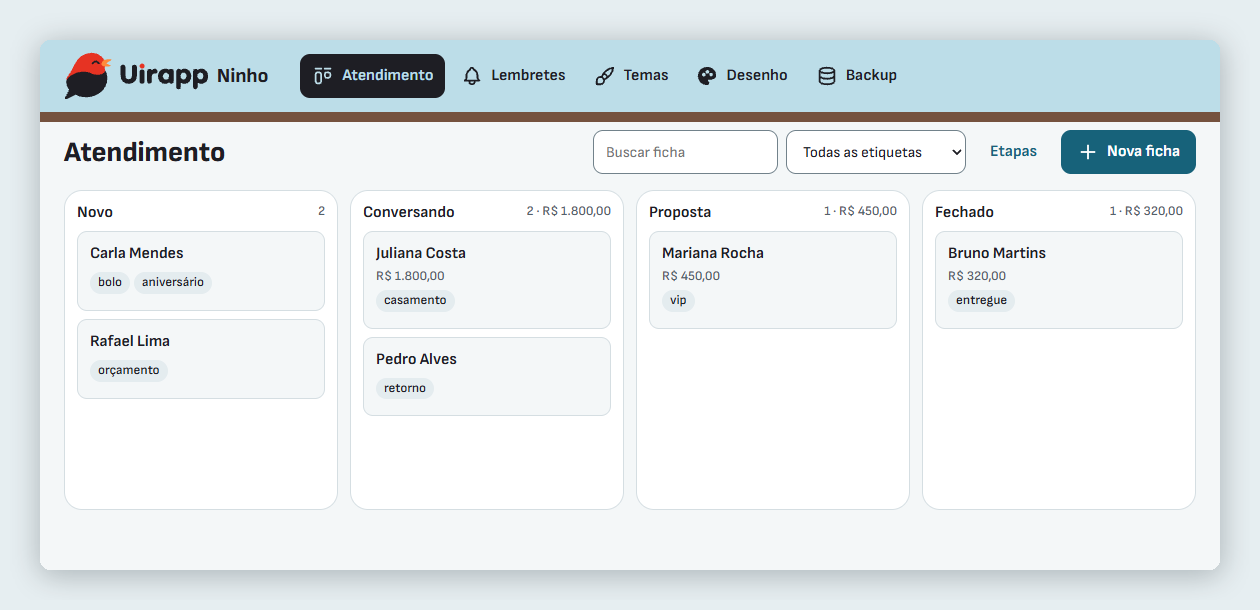 Uirapp Ninho
Atendimento
Lembretes
Temas
Desenho
Backup
Atendimento
Buscar ficha
Todas as etiquetas
Etapas
Nova ficha
Novo
2
Carla Mendes
bolo
aniversário
Rafael Lima
orçamento
Conversando
2 · R$ 1.800,00
Juliana Costa
R$ 1.800,00
casamento
Pedro Alves
retorno
Proposta
1 · R$ 450,00
Mariana Rocha
R$ 450,00
vip
Fechado
1 · R$ 320,00
Bruno Martins
R$ 320,00
entregue